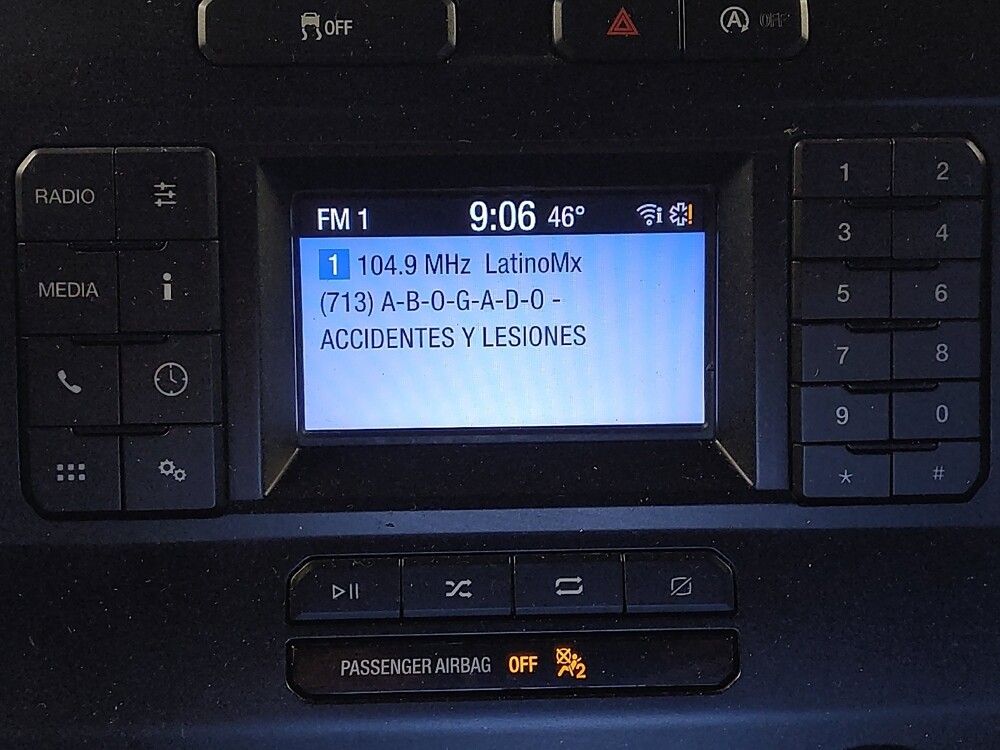 OFF
A OFF
RADIO
MEDIA
i
FM 1 9:06 46° i !
1 104.9 MHz LatinoMx
(713) A-B-O-G-A-D-O -
ACCIDENTES Y LESIONES
1 2
3 4
5 6
7 8
9 0
* #
PASSENGER AIRBAG OFF 2